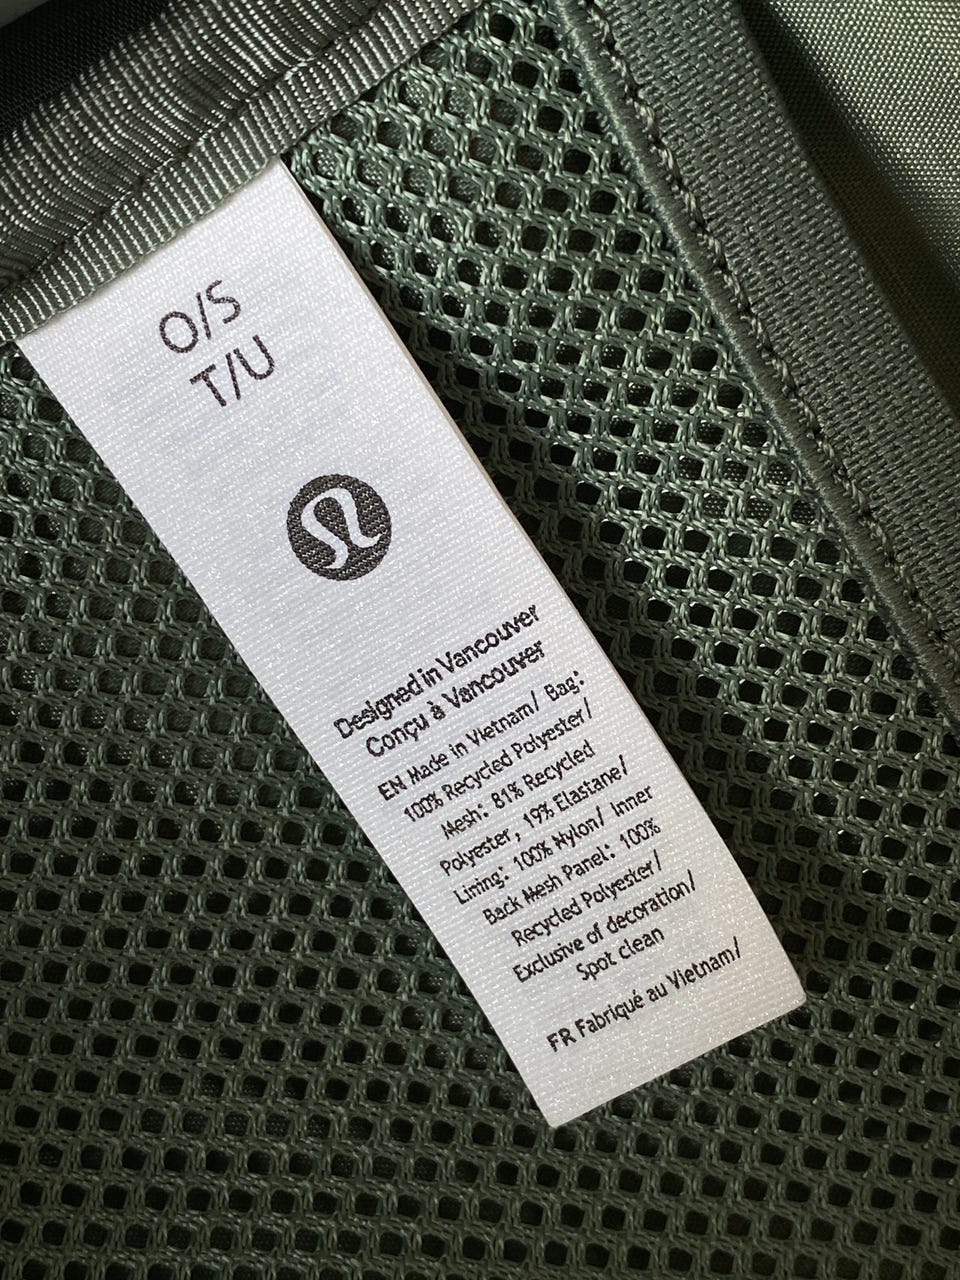 O/S
T/U
Designed in Vancouver
Conçu à Vancouver
EN Made in Vietnam/ Bag:
100% Recycled Polyester/
Mesh: 81% Recycled
Polyester, 19% Elastane/
Lining: 100% Nylon/ Inner
Back Mesh Panel: 100%
Recycled Polyester/
Exclusive of decoration/
Spot clean
FR Fabriqué au Vietnam/